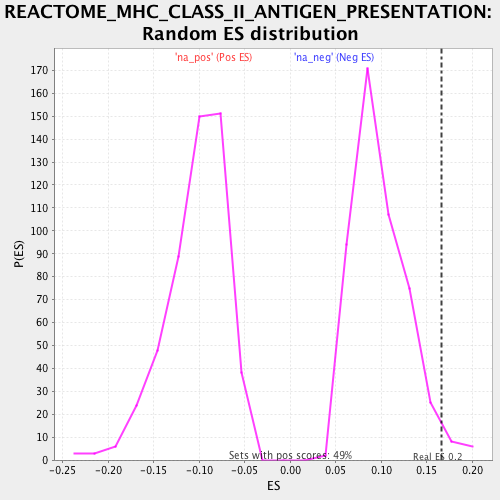 REACTOME_MHC_CLASS_II_ANTIGEN_PRESENTATION:
Random ES distribution
'na_pos' (Pos ES)
'na_neg' (Neg ES)
170
160
150
140
130
120
110
100
90
80
70
60
50
40
30
20
10
0
P(ES)
Sets with pos scores: 49%
Real ES 0.2
-0.25 -0.20 -0.15 -0.10 -0.05 0.00 0.05 0.10 0.15 0.20
ES